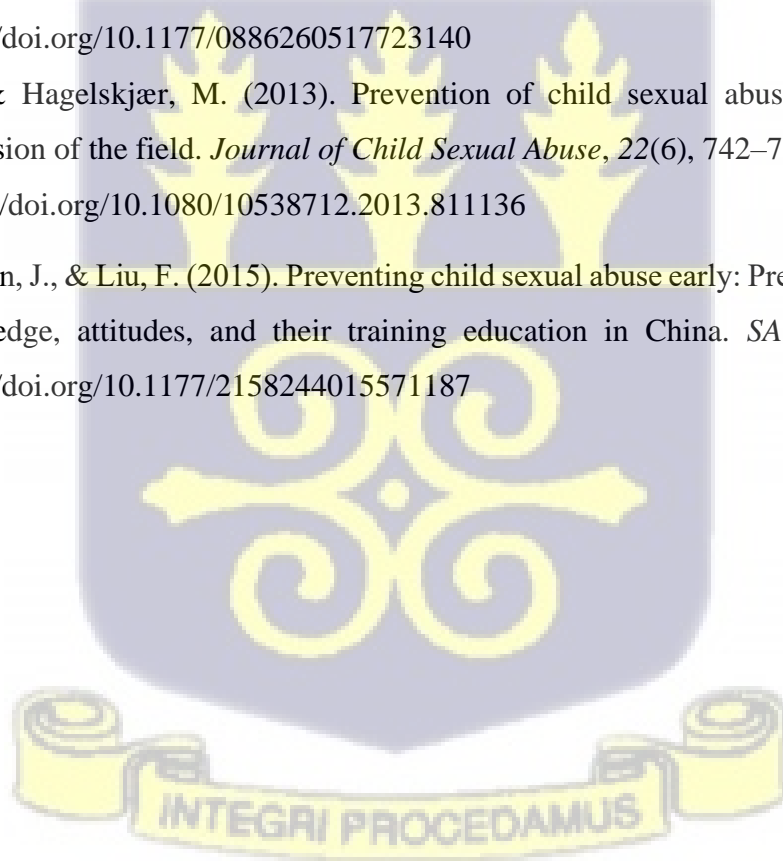 /doi.org/10.1177/0886260517723140
& Hagelskjær, M. (2013). Prevention of child sexual abus
sion of the field. Journal of Child Sexual Abuse, 22(6), 742–7
/doi.org/10.1080/10538712.2013.811136
n, J., & Liu, F. (2015). Preventing child sexual abuse early: Pre
edge, attitudes, and their training education in China. SA
/doi.org/10.1177/2158244015571187
INTEGRI PROCEDAMUS